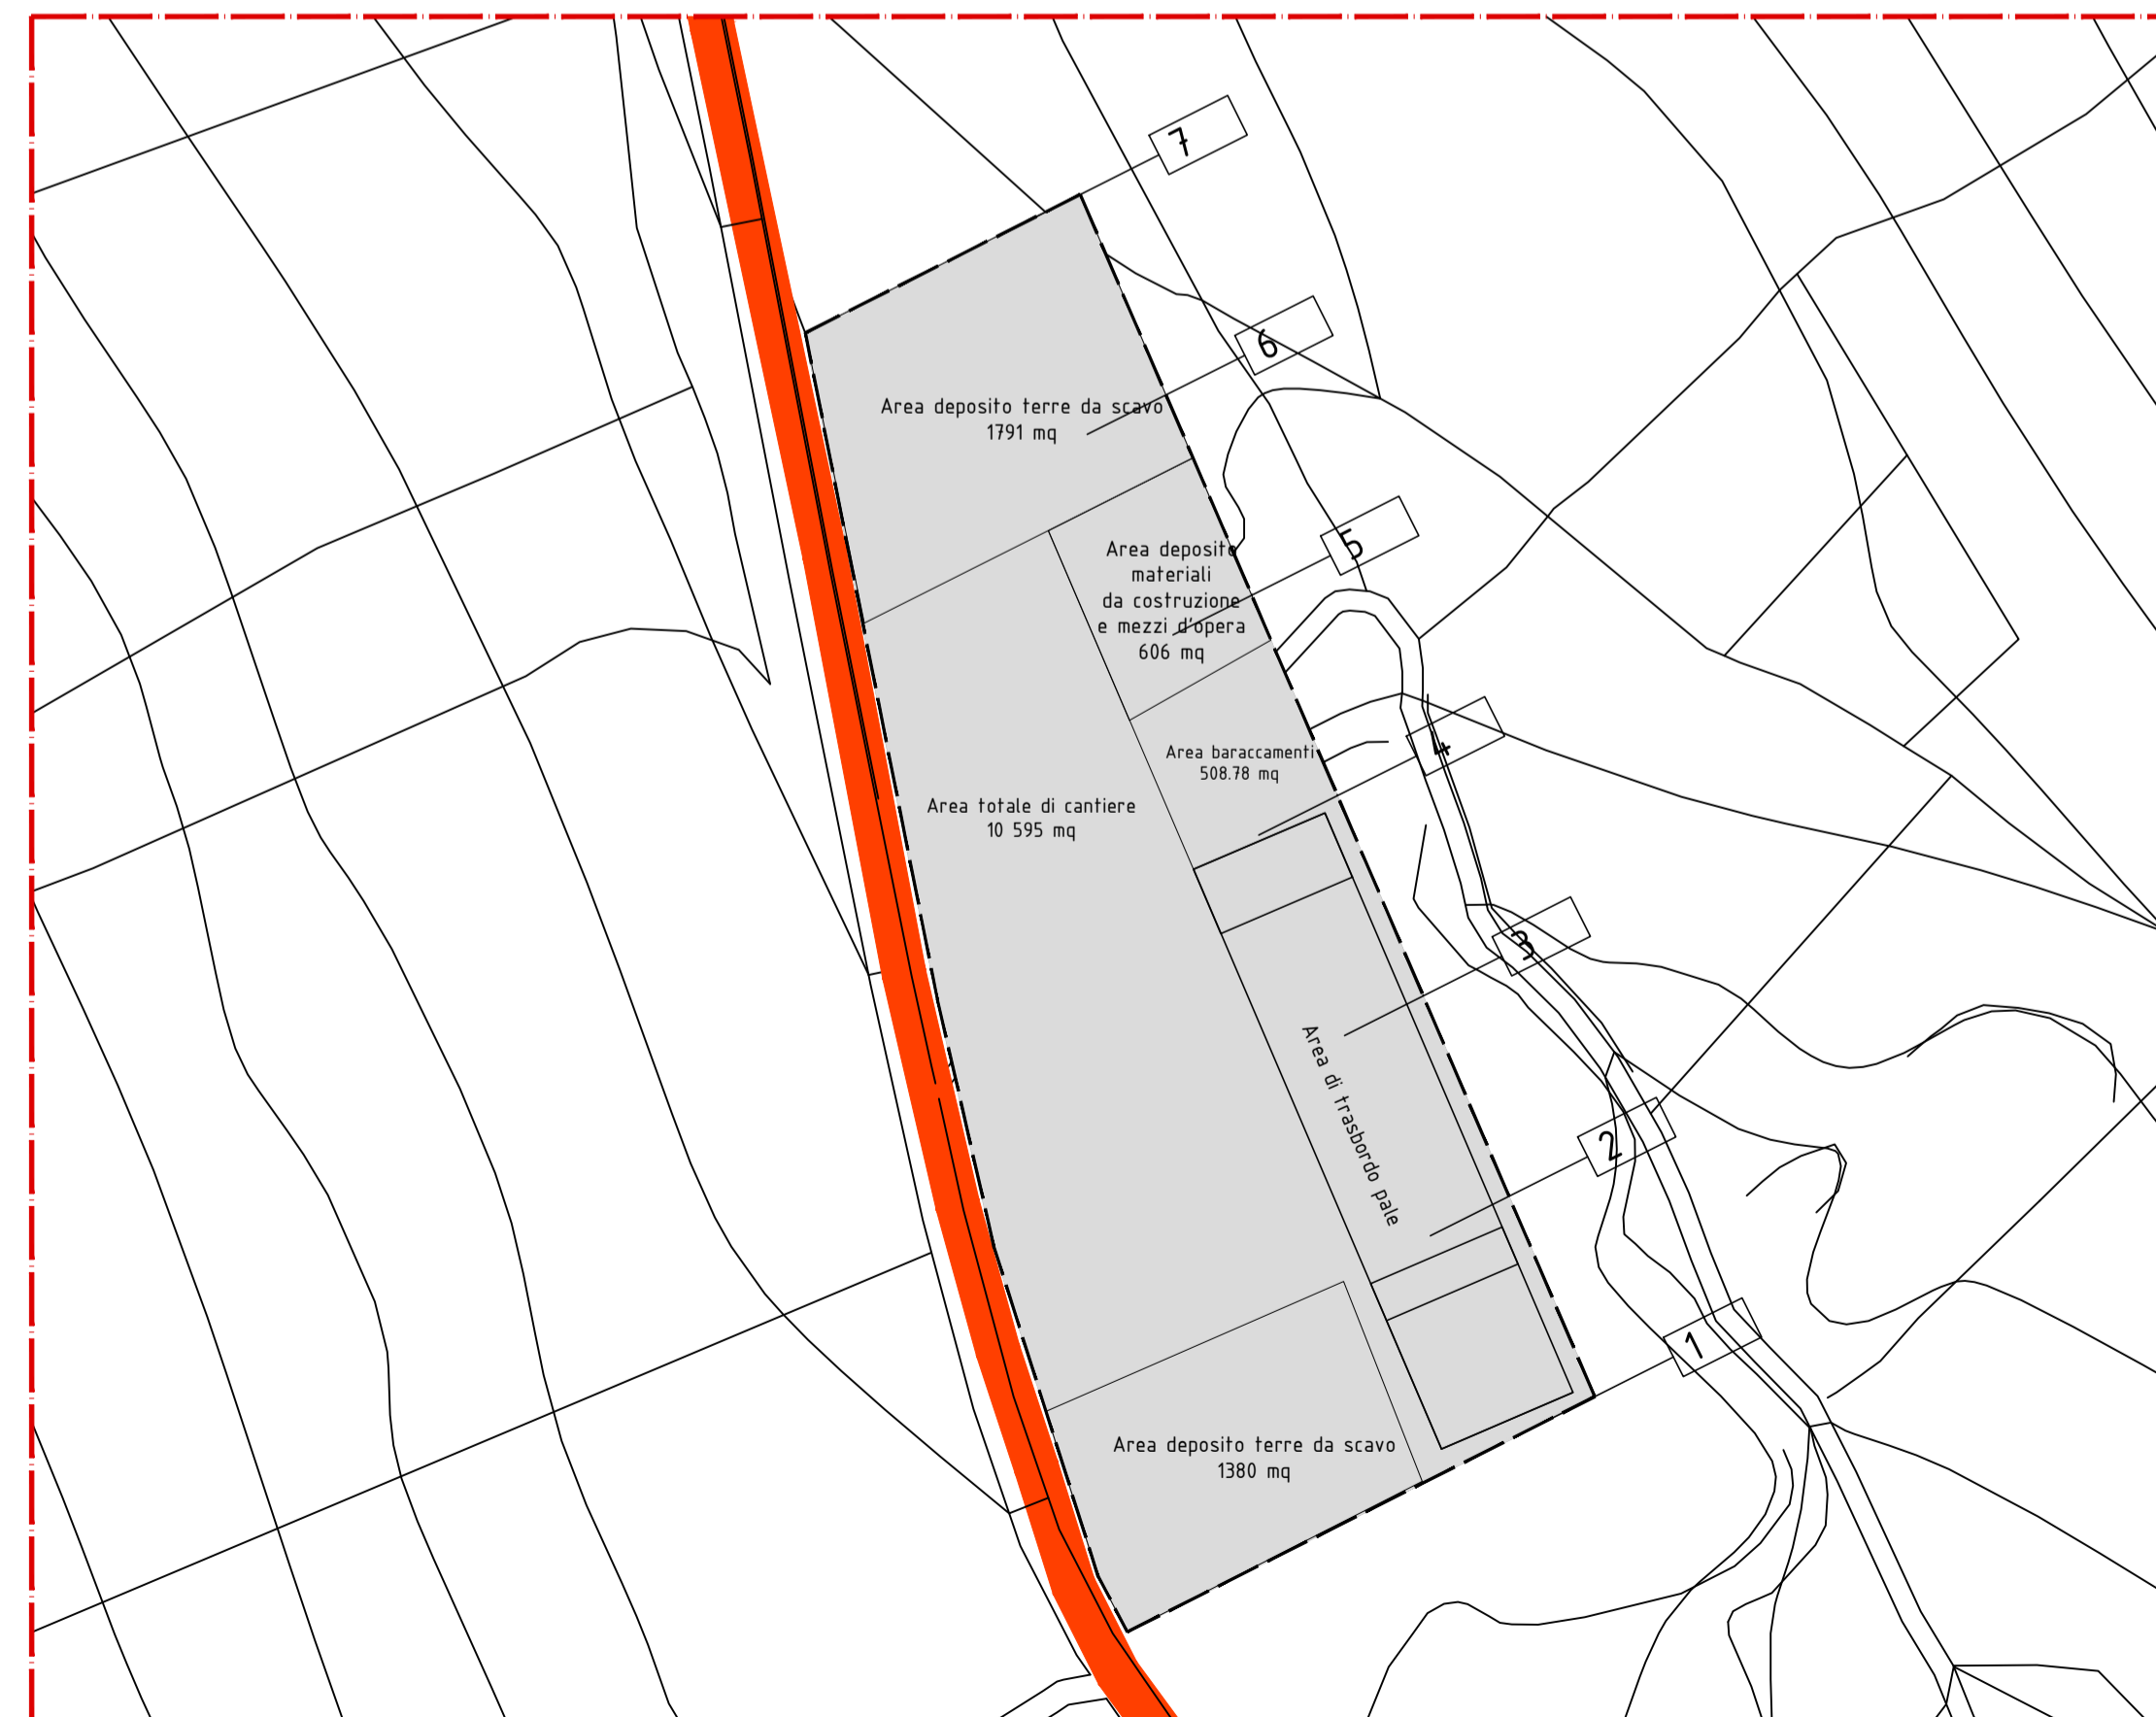 7
6
Area deposito terre da scavo
1791 mq
5
Area deposito
materiali
da costruzione
e mezzi d'opera
606 mq
4
Area baraccamenti
508.78 mq
Area totale di cantiere
10 595 mq
3
Area di trasbordo pale
2
1
Area deposito terre da scavo
1380 mq